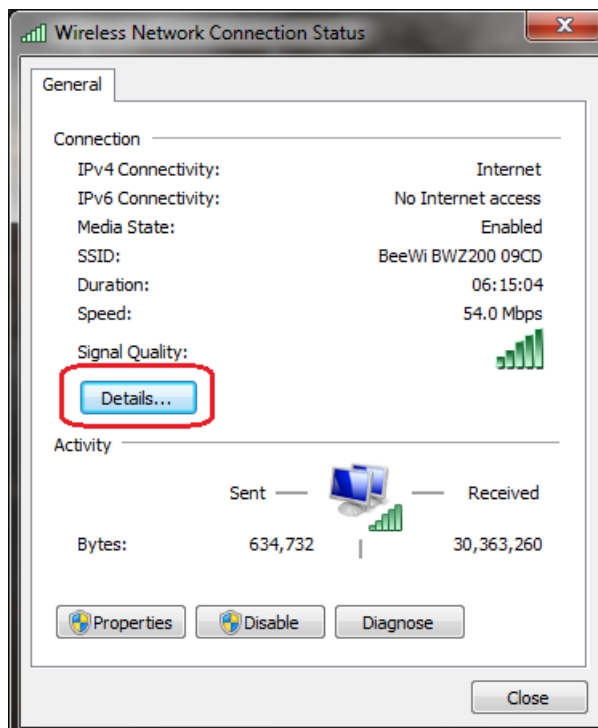 Wireless Network Connection Status
General
Connection
IPv4 Connectivity: Internet
IPv6 Connectivity: No Internet access
Media State: Enabled
SSID: BeeWi BWZ200 09CD
Duration: 06:15:04
Speed: 54.0 Mbps
Signal Quality:
Details...
Activity
Sent Received
Bytes: 634,732 30,363,260
Properties Disable Diagnose
Close